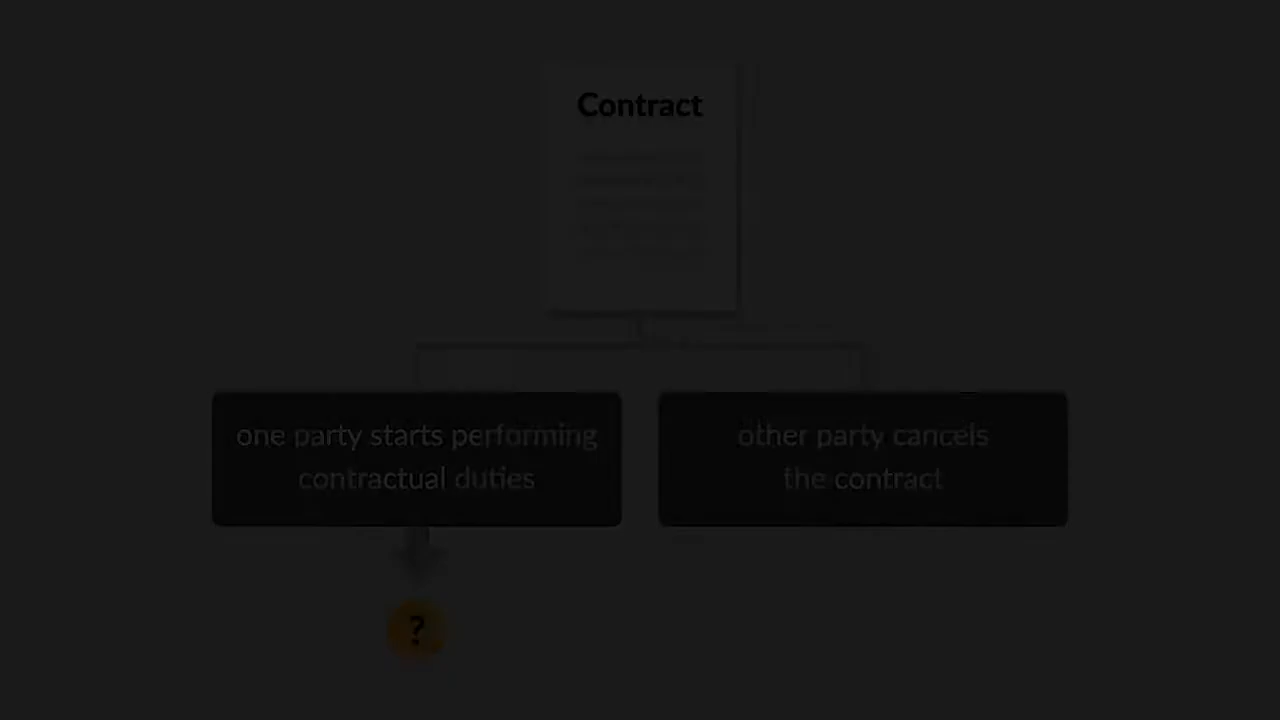 Contract
one party starts performing
contractual duties
other party cancels
the contract
?